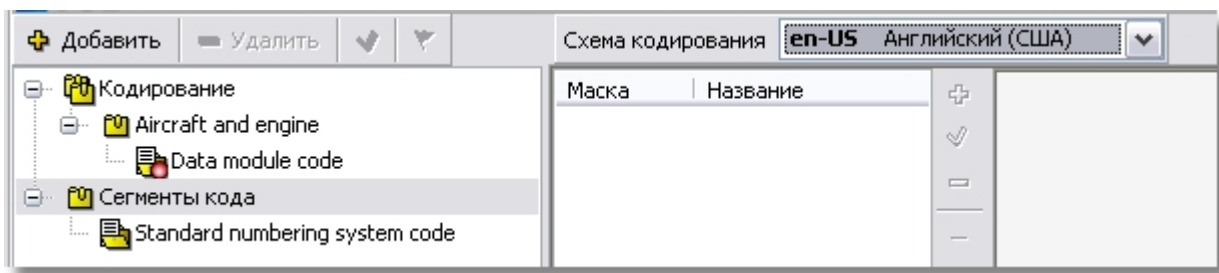 Добавить Удалить Схема кодирования en-US Английский (США)
Кодирование Маска Название
Aircraft and engine
Data module code
Сегменты кода
Standard numbering system code